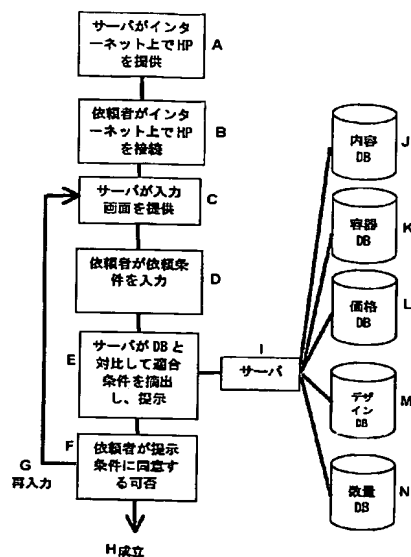 サーバがインタ
ーネット上でHP
を提供
A
依頼者がインタ
ーネット上でHP
を接続
B
サーバが入力
画面を提供
C
依頼者が依頼条
件を入力
D
E
サーバがDBと
対比して適合
条件を摘出
し、提示
I
サーバ
F
依頼者が提示
条件に同意す
る可否
G
再入力
H成立
内容
DB
J
容器
DB
K
価格
DB
L
デザ
イン
DB
M
数量
DB
N